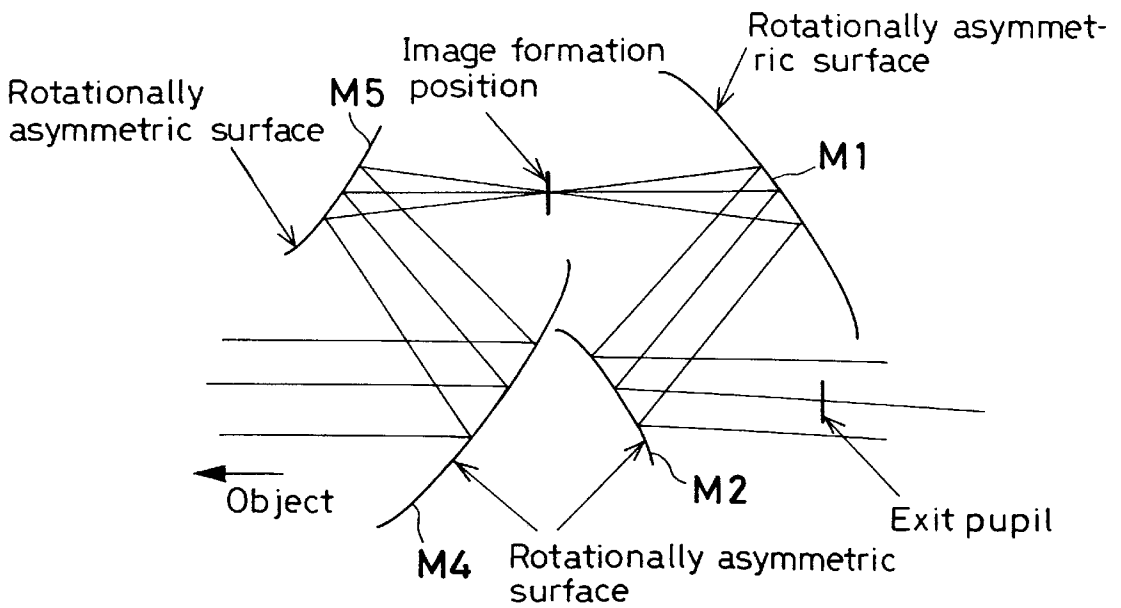 Rotationally asymmet-
ric surface
Image formation
position
Rotationally
asymmetric surface
M5
M1
Object
M2
Exit pupil
M4
Rotationally asymmetric
surface